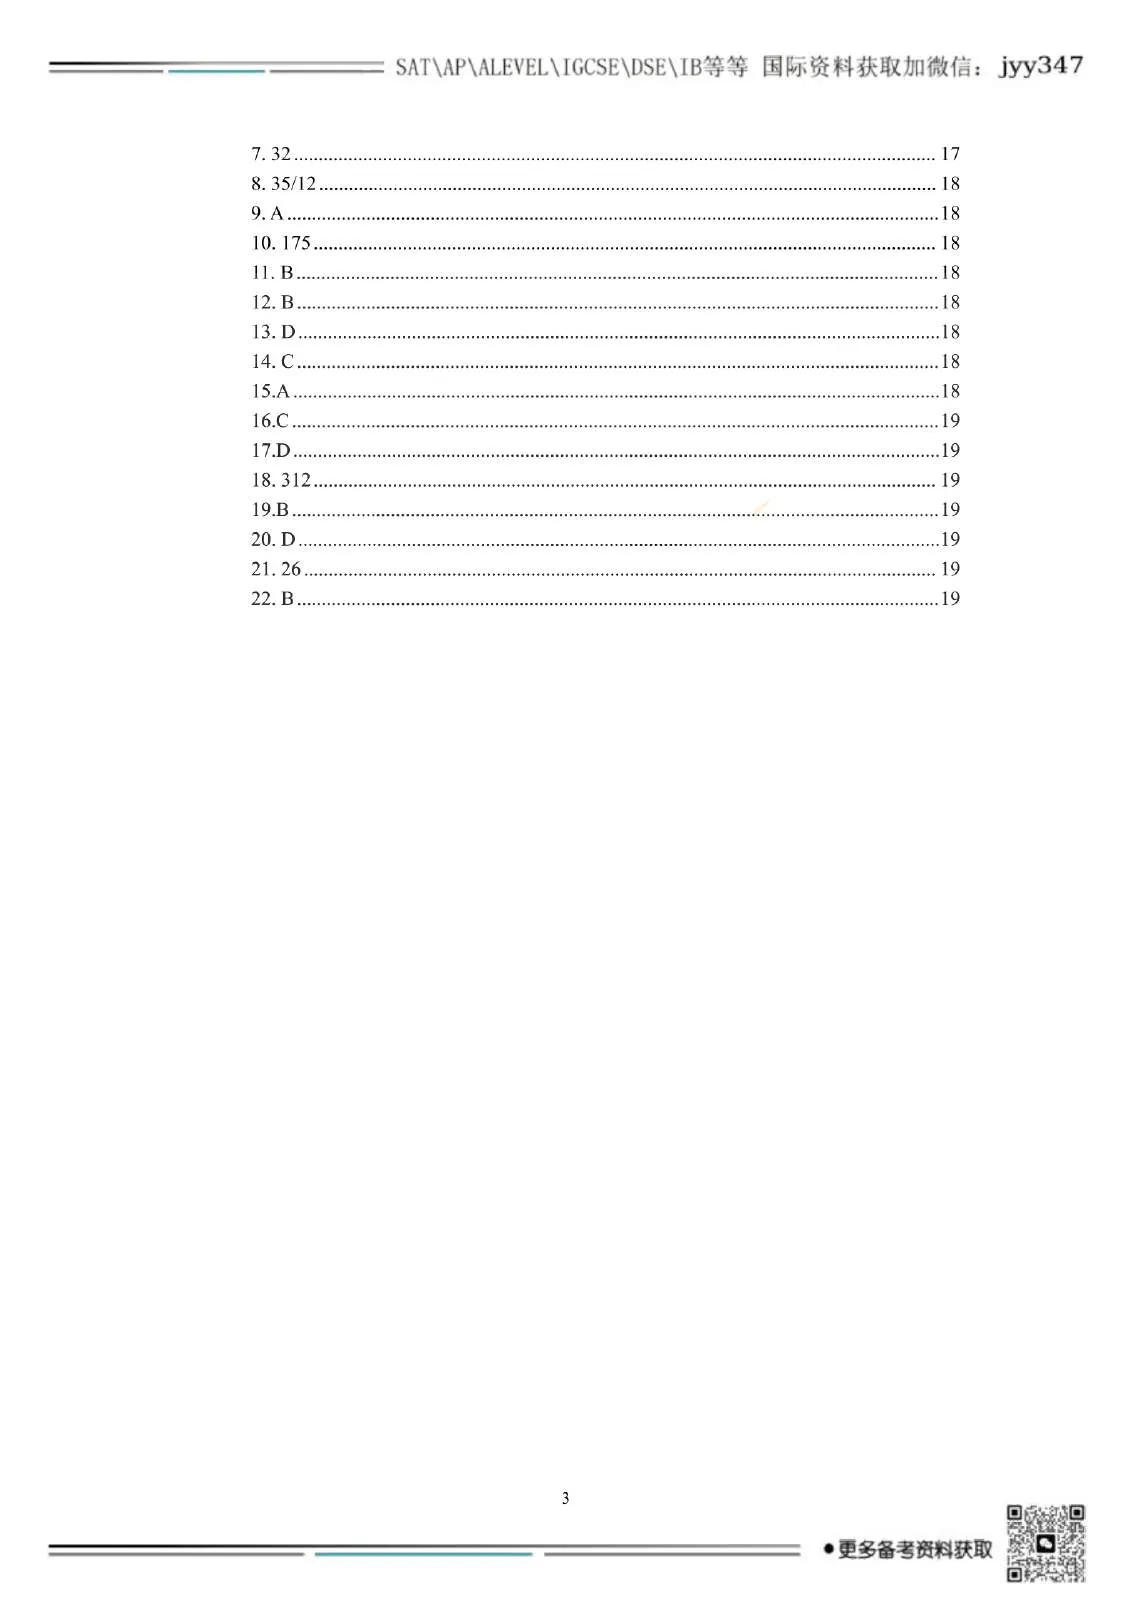 SAT\AP\ALEVEL\IGCSE\DSE\IB等等 国际资料获取加微信: jyy347
7. 32 17
8. 35/12 18
9. A 18
10. 175 18
11. B 18
12. B 18
13. D 18
14. C 18
15.A 18
16.C 19
17.D 19
18. 312 19
19.B 19
20. D 19
21. 26 19
22. B 19
3
●更多备考资料获取